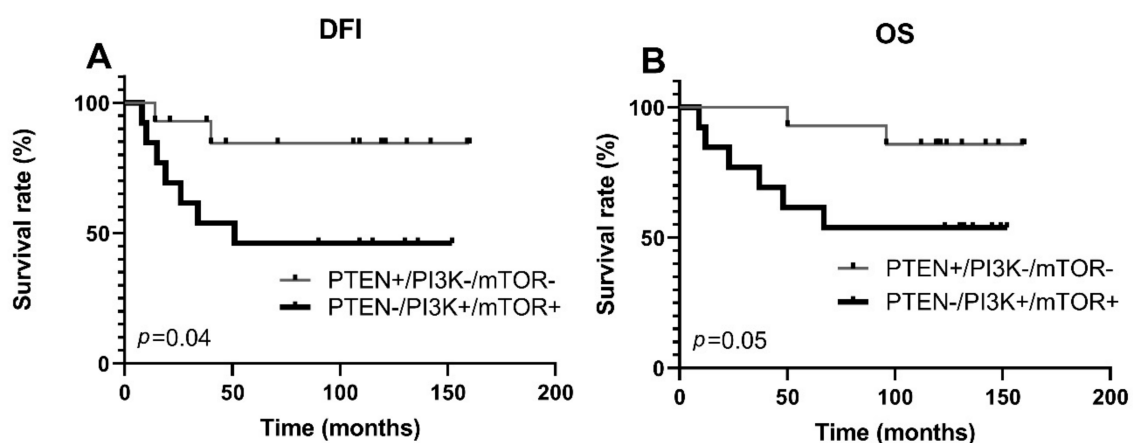 DFI
A
Survival rate (%)
100
50
0
PTEN+/PI3K-/mTOR-
PTEN-/PI3K+/mTOR+
p=0.04
0 50 100 150 200
Time (months)
OS
B
Survival rate (%)
100
50
0
PTEN+/PI3K-/mTOR-
PTEN-/PI3K+/mTOR+
p=0.05
0 50 100 150 200
Time (months)